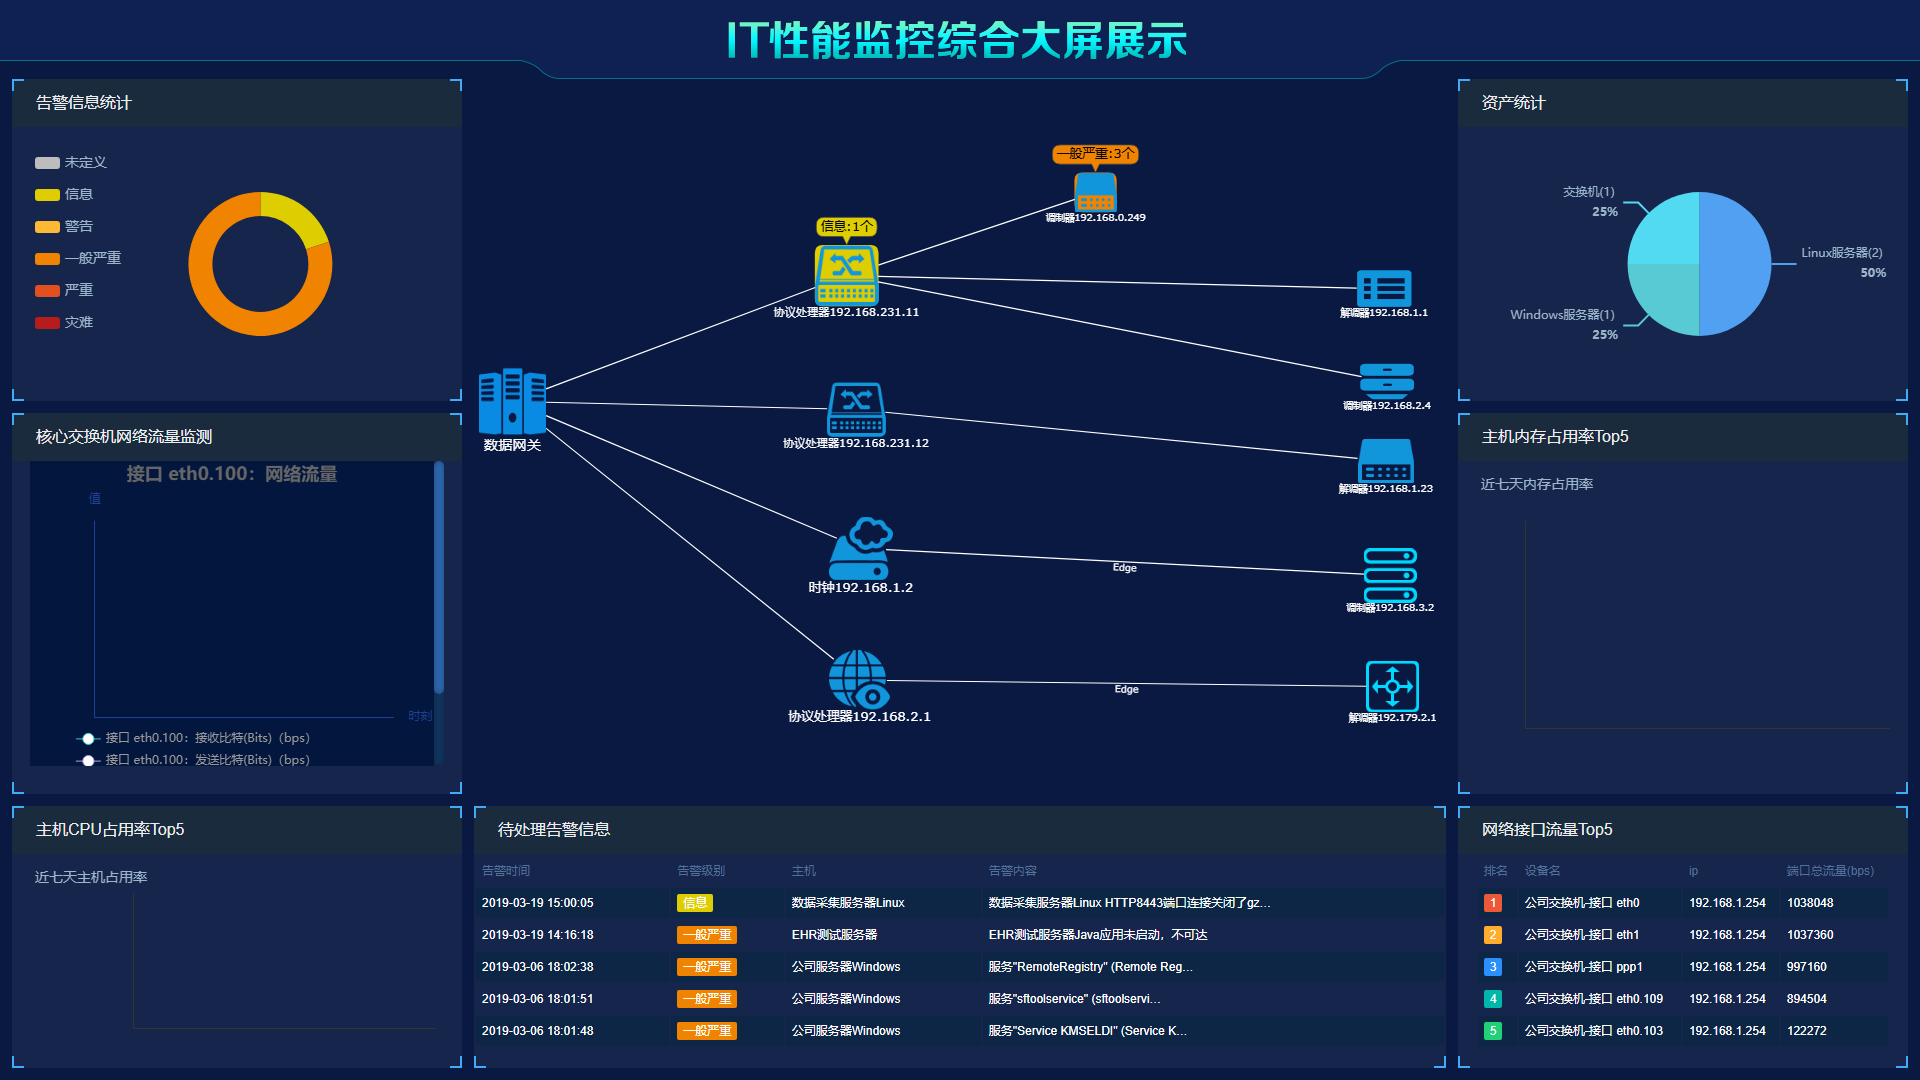 IT性能监控综合大屏展示
告警信息统计
未定义
信息
警告
一般严重
严重
灾难
核心交换机网络流量监测
接口 eth0.100：网络流量
值
时刻
接口 eth0.100：接收比特(Bits)（bps）
接口 eth0.100：发送比特(Bits)（bps）
主机CPU占用率Top5
近七天主机占用率
一般严重:3个
调制器192.168.0.249
信息:1个
协议处理器192.168.231.11
解调器192.168.1.1
调制器192.168.2.4
数据网关
协议处理器192.168.231.12
解调器192.168.1.23
时钟192.168.1.2
Edge
调制器192.168.3.2
协议处理器192.168.2.1
Edge
解调器192.179.2.1
待处理告警信息
告警时间 告警级别 主机 告警内容
2019-03-19 15:00:05 信息 数据采集服务器Linux 数据采集服务器Linux HTTP8443端口连接关闭了gz...
2019-03-19 14:16:18 一般严重 EHR测试服务器 EHR测试服务器Java应用未启动，不可达
2019-03-06 18:02:38 一般严重 公司服务器Windows 服务"RemoteRegistry" (Remote Reg...
2019-03-06 18:01:51 一般严重 公司服务器Windows 服务"sftoolservice" (sftoolservi...
2019-03-06 18:01:48 一般严重 公司服务器Windows 服务"Service KMSELDI" (Service K...
资产统计
交换机(1)
25%
Linux服务器(2)
50%
Windows服务器(1)
25%
主机内存占用率Top5
近七天内存占用率
网络接口流量Top5
排名 设备名 ip 端口总流量(bps)
1 公司交换机-接口 eth0 192.168.1.254 1038048
2 公司交换机-接口 eth1 192.168.1.254 1037360
3 公司交换机-接口 ppp1 192.168.1.254 997160
4 公司交换机-接口 eth0.109 192.168.1.254 894504
5 公司交换机-接口 eth0.103 192.168.1.254 122272